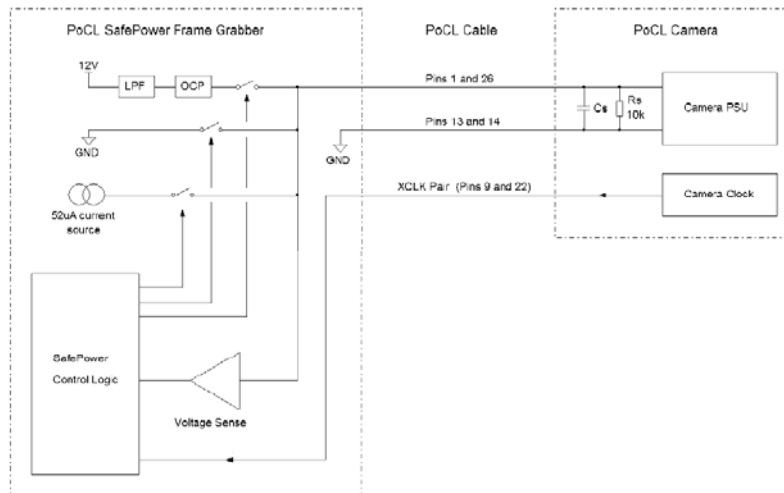 PoCL SafePower Frame Grabber
PoCL Cable
PoCL Camera
12V
LPF
OCP
Pins 1 and 26
Cs
Rs
10k
Camera PSU
GND
Pins 13 and 14
GND
XCLK Pair (Pins 9 and 22)
Camera Clock
52uA current
source
SafePower
Control Logic
Voltage Sense